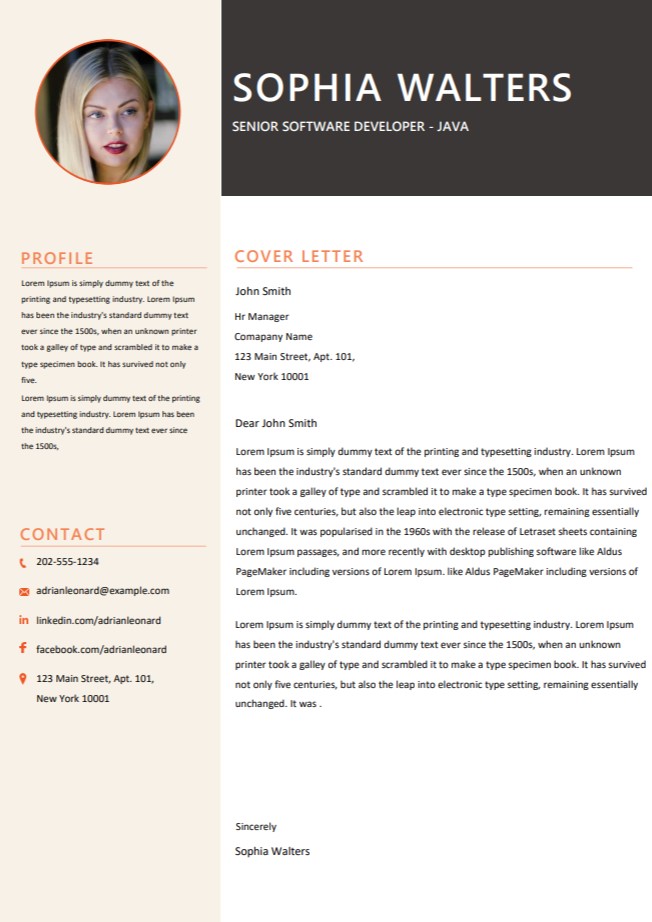 SOPHIA WALTERS
SENIOR SOFTWARE DEVELOPER - JAVA
PROFILE
Lorem Ipsum is simply dummy text of the
printing and typesetting industry. Lorem Ipsum
has been the industry's standard dummy text
ever since the 1500s, when an unknown printer
took a galley of type and scrambled it to make a
type specimen book. It has survived not only
five.
Lorem Ipsum is simply dummy text of the printing
and typesetting industry. Lorem Ipsum has been
the industry's standard dummy text ever since
the 1500s,
CONTACT
202-555-1234
adrianleonard@example.com
linkedin.com/adrianleonard
facebook.com/adrianleonard
123 Main Street, Apt. 101,
New York 10001
COVER LETTER
John Smith
Hr Manager
Comapany Name
123 Main Street, Apt. 101,
New York 10001
Dear John Smith
Lorem Ipsum is simply dummy text of the printing and typesetting industry. Lorem Ipsum
has been the industry's standard dummy text ever since the 1500s, when an unknown
printer took a galley of type and scrambled it to make a type specimen book. It has survived
not only five centuries, but also the leap into electronic type setting, remaining essentially
unchanged. It was popularised in the 1960s with the release of Letraset sheets containing
Lorem Ipsum passages, and more recently with desktop publishing software like Aldus
PageMaker including versions of Lorem Ipsum. like Aldus PageMaker including versions of
Lorem Ipsum.
Lorem Ipsum is simply dummy text of the printing and typesetting industry. Lorem Ipsum
has been the industry's standard dummy text ever since the 1500s, when an unknown
printer took a galley of type and scrambled it to make a type specimen book. It has survived
not only five centuries, but also the leap into electronic type setting, remaining essentially
unchanged. It was .
Sincerely
Sophia Walters